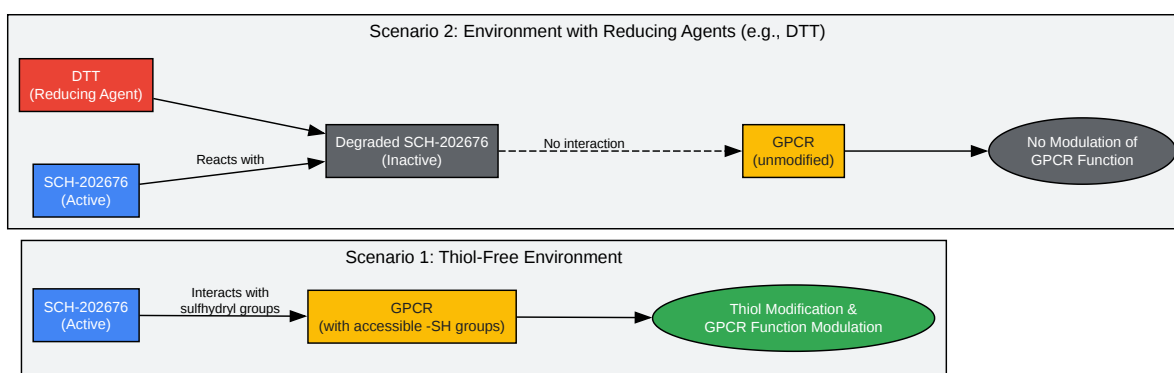 Scenario 2: Environment with Reducing Agents (e.g., DTT)
DTT
(Reducing Agent)
SCH-202676
(Active)
Reacts with
Degraded SCH-202676
(Inactive)
No interaction
GPCR
(unmodified)
No Modulation of
GPCR Function
Scenario 1: Thiol-Free Environment
SCH-202676
(Active)
Interacts with
sulfhydryl groups
GPCR
(with accessible -SH groups)
Thiol Modification &
GPCR Function Modulation